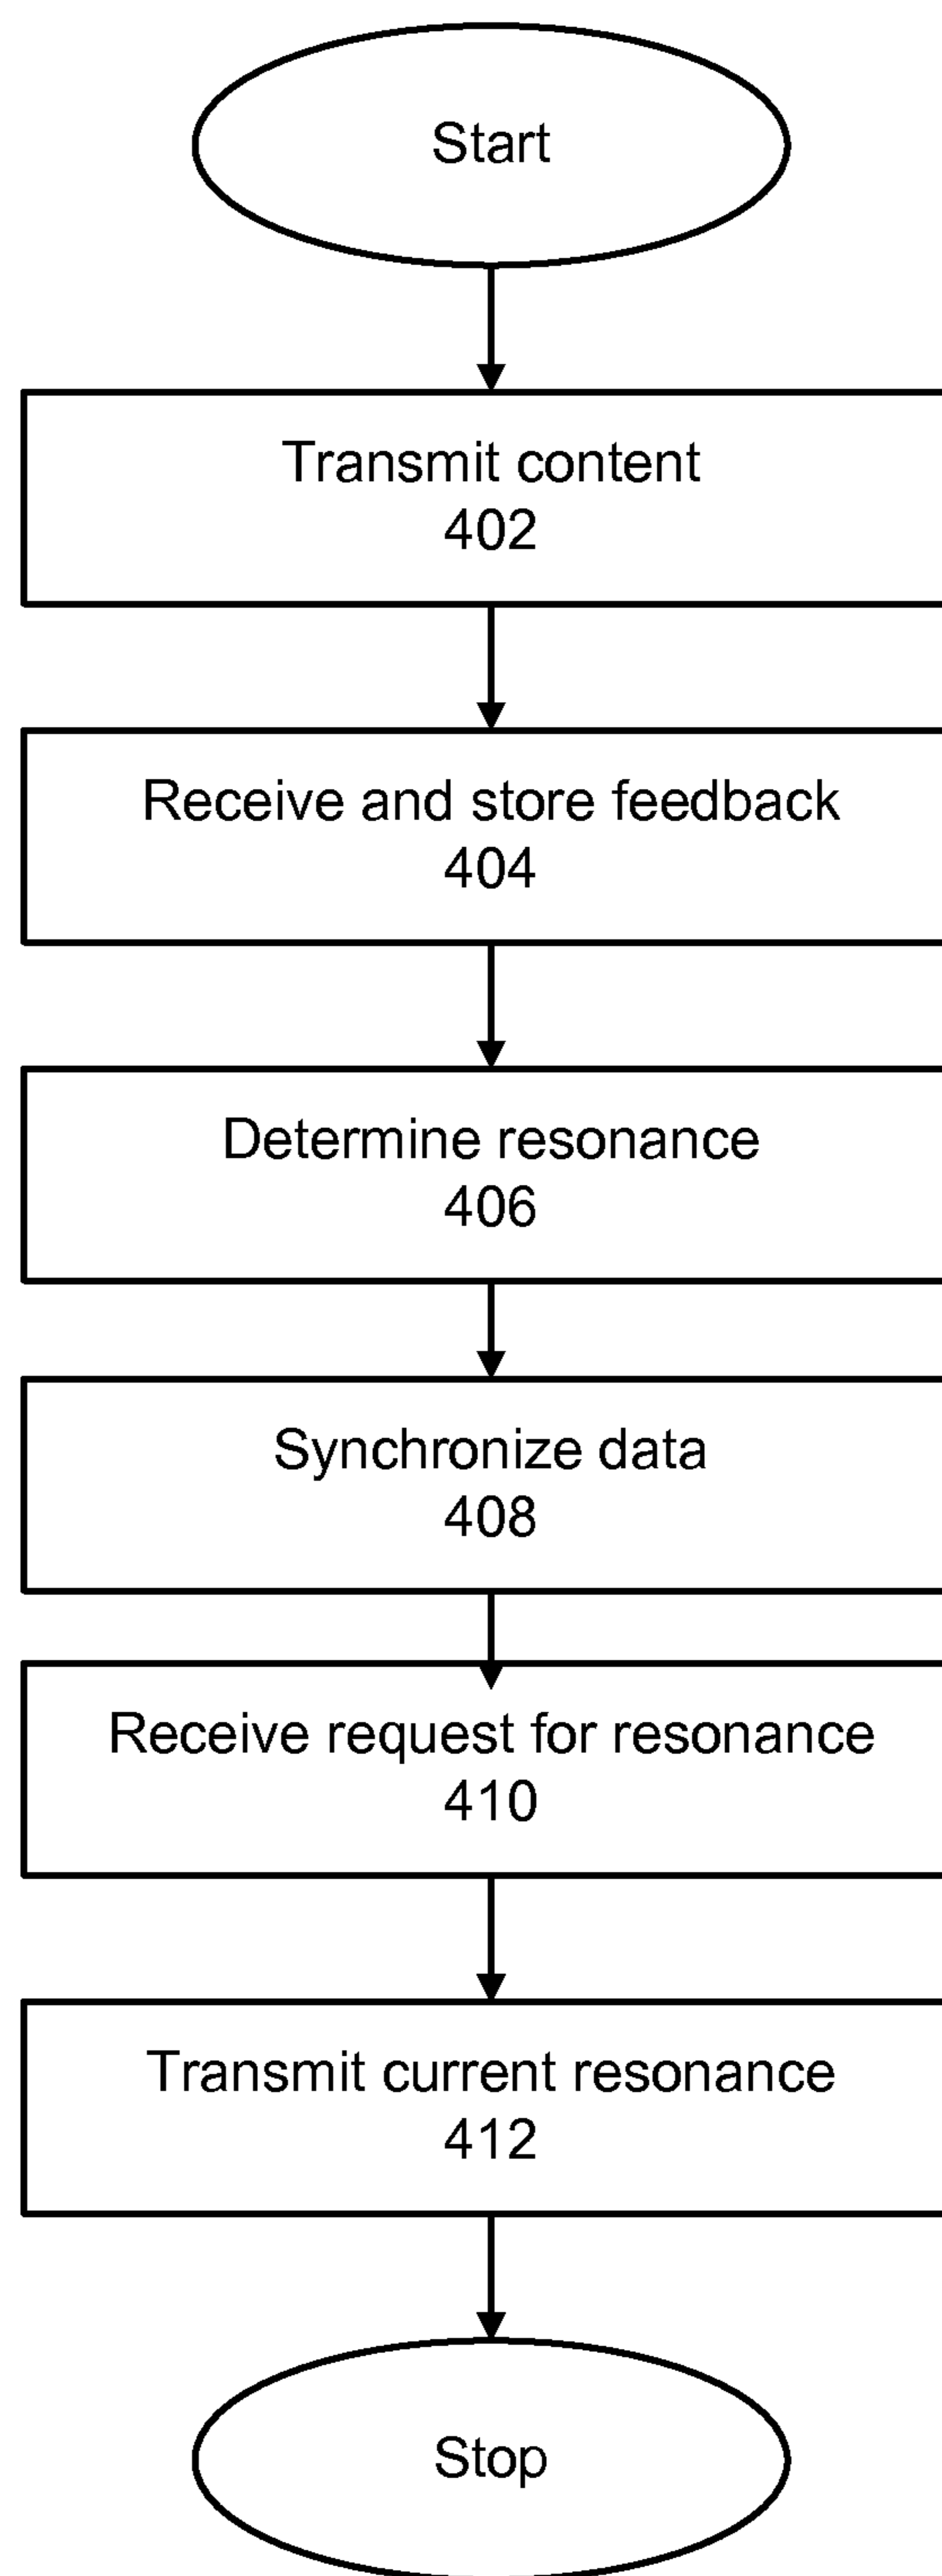 Start
Transmit content
402
Receive and store feedback
404
Determine resonance
406
Synchronize data
408
Receive request for resonance
410
Transmit current resonance
412
Stop